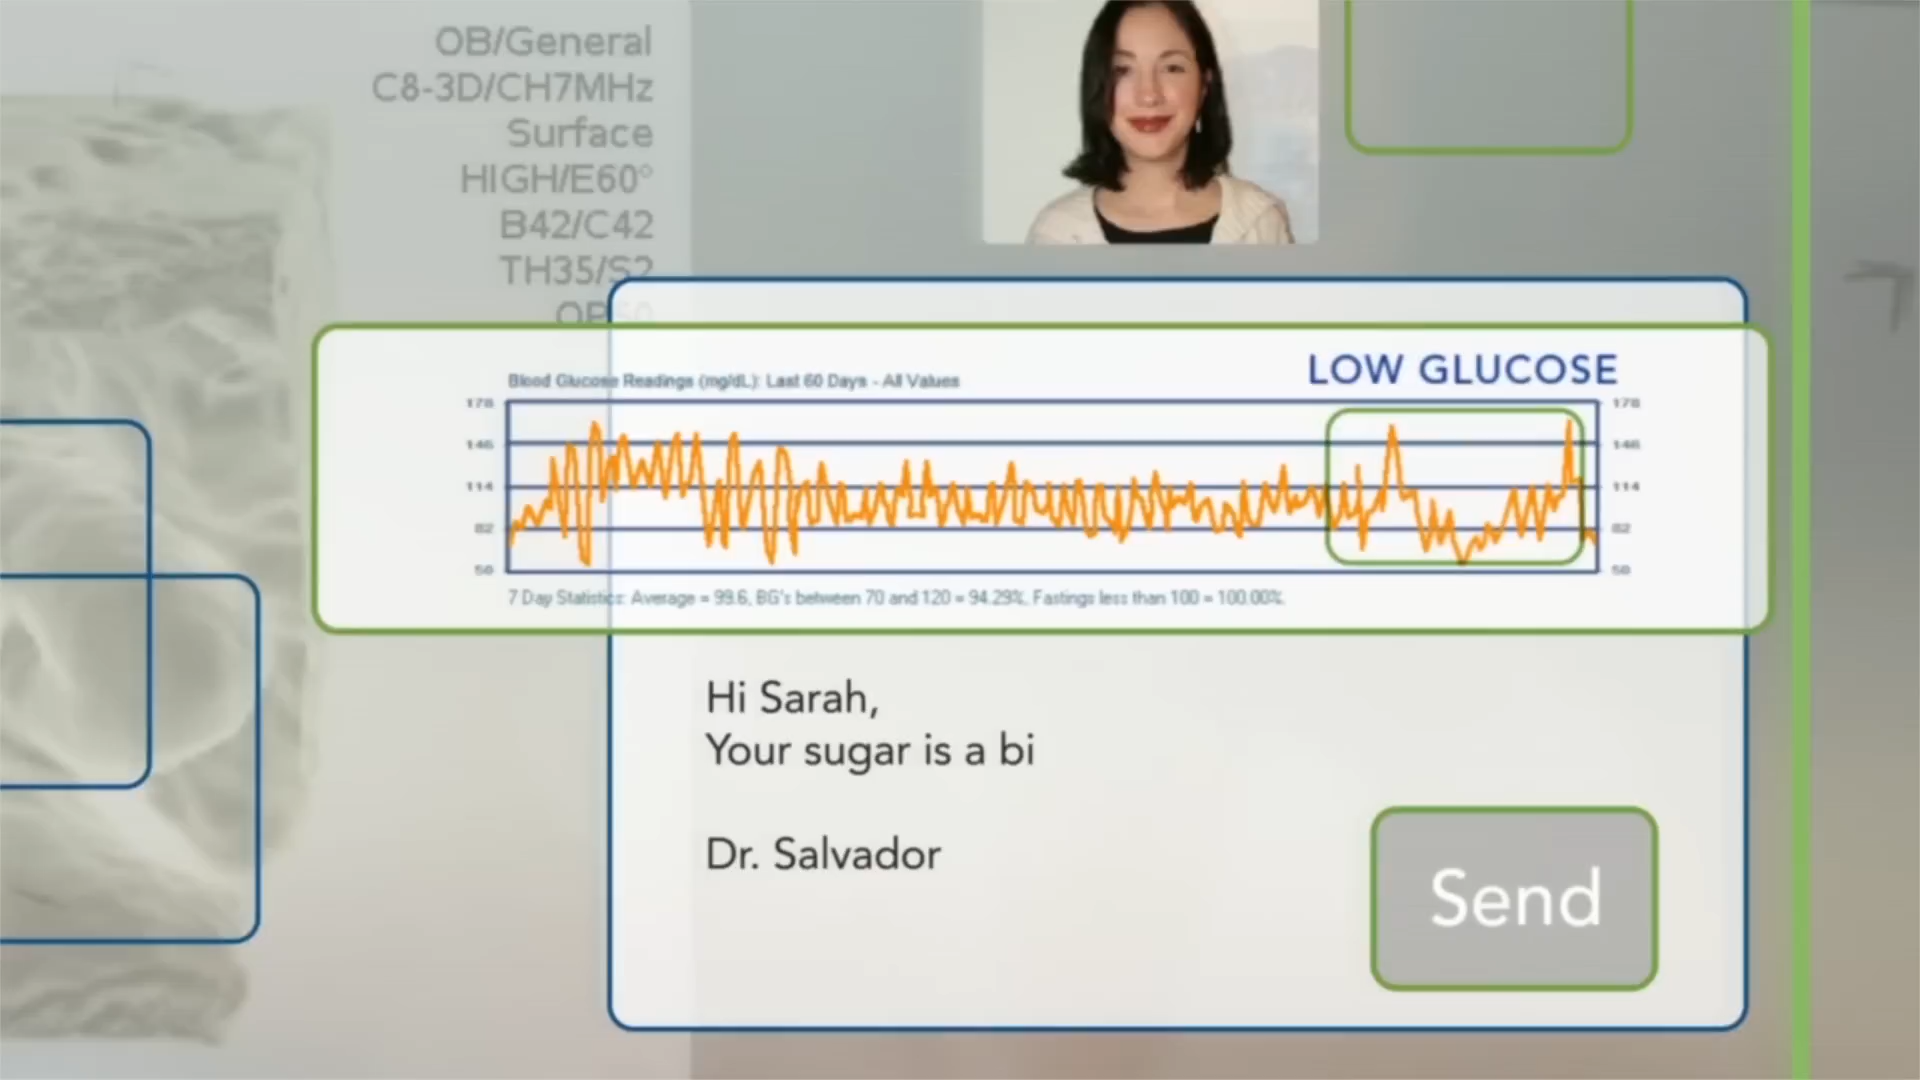 OB/General
C8-3D/CH7MHz
Surface
HIGH/E60°
B42/C42
TH35/S2
OP50
LOW GLUCOSE
Blood Glucose Readings (mg/dL): Last 60 Days - All Values
178 178
146 146
114 114
82 82
50 50
7 Day Statistics: Average = 99.6, BG's between 70 and 120 = 94.29%, Fastings less than 100 = 100.00%
Hi Sarah,
Your sugar is a bi
Dr. Salvador
Send